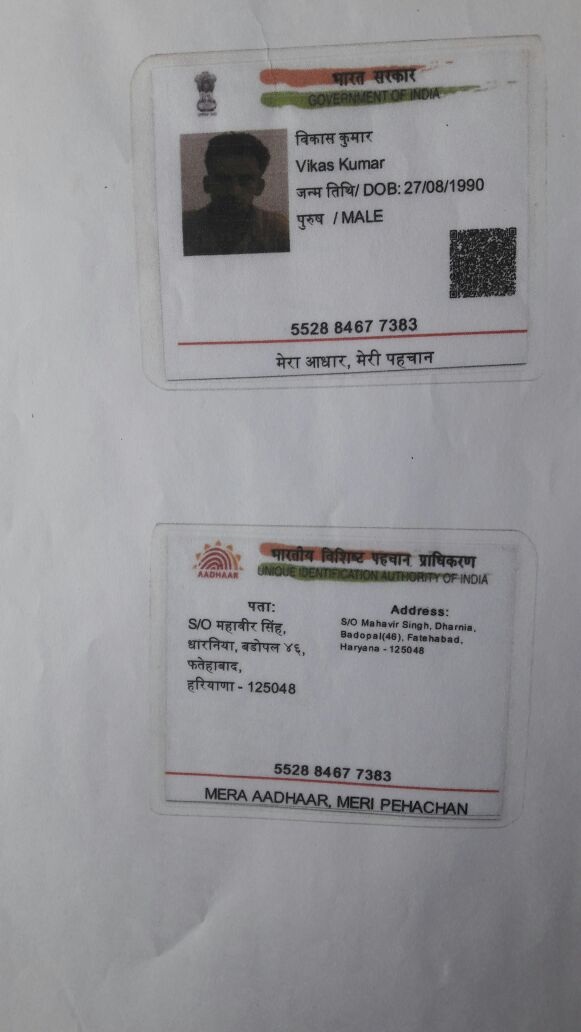 भारत सरकार
GOVERNMENT OF INDIA
विकास कुमार
Vikas Kumar
जन्म तिथि/ DOB: 27/08/1990
पुरुष / MALE
5528 8467 7383
मेरा आधार, मेरी पहचान
भारतीय विशिष्ट पहचान प्राधिकरण
UNIQUE IDENTIFICATION AUTHORITY OF INDIA
AADHAAR
पता:
S/O महावीर सिंह,
धारनिया, बडोपल ४६,
फतेहाबाद,
हरियाणा - 125048
Address:
S/O Mahavir Singh, Dharnia,
Badopal(46), Fatehabad,
Haryana - 125048
5528 8467 7383
MERA AADHAAR, MERI PEHACHAN